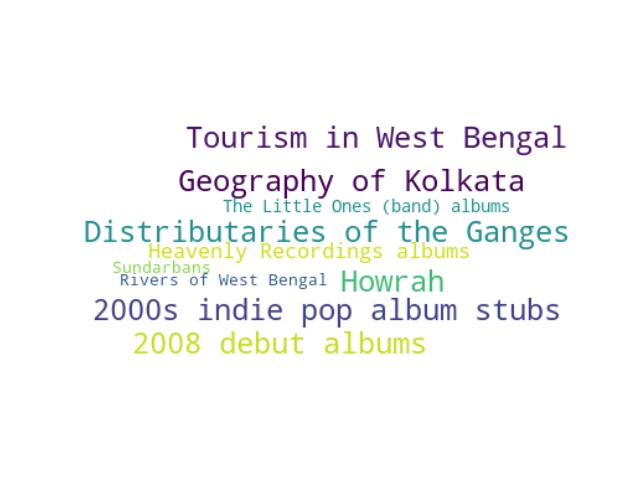 Tourism in West Bengal
Geography of Kolkata
The Little Ones (band) albums
Distributaries of the Ganges
Heavenly Recordings albums
Sundarbans
Rivers of West Bengal
Howrah
2000s indie pop album stubs
2008 debut albums